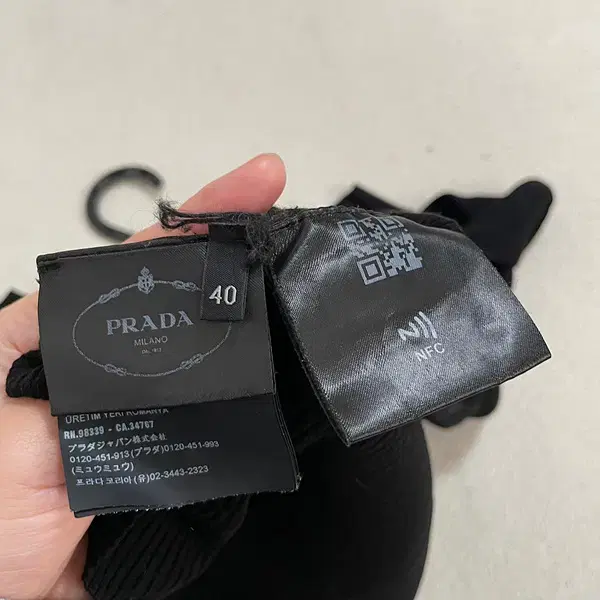 PRADA
MILANO
40
NFC
ÜRETİM YERİ ROMANYA
RN.98339 - CA.34767
プラダジャパン株式会社
0120-451-913 (プラダ)0120-451-993
(ミュウミュウ)
프라다코리아(유) 02-3443-2323